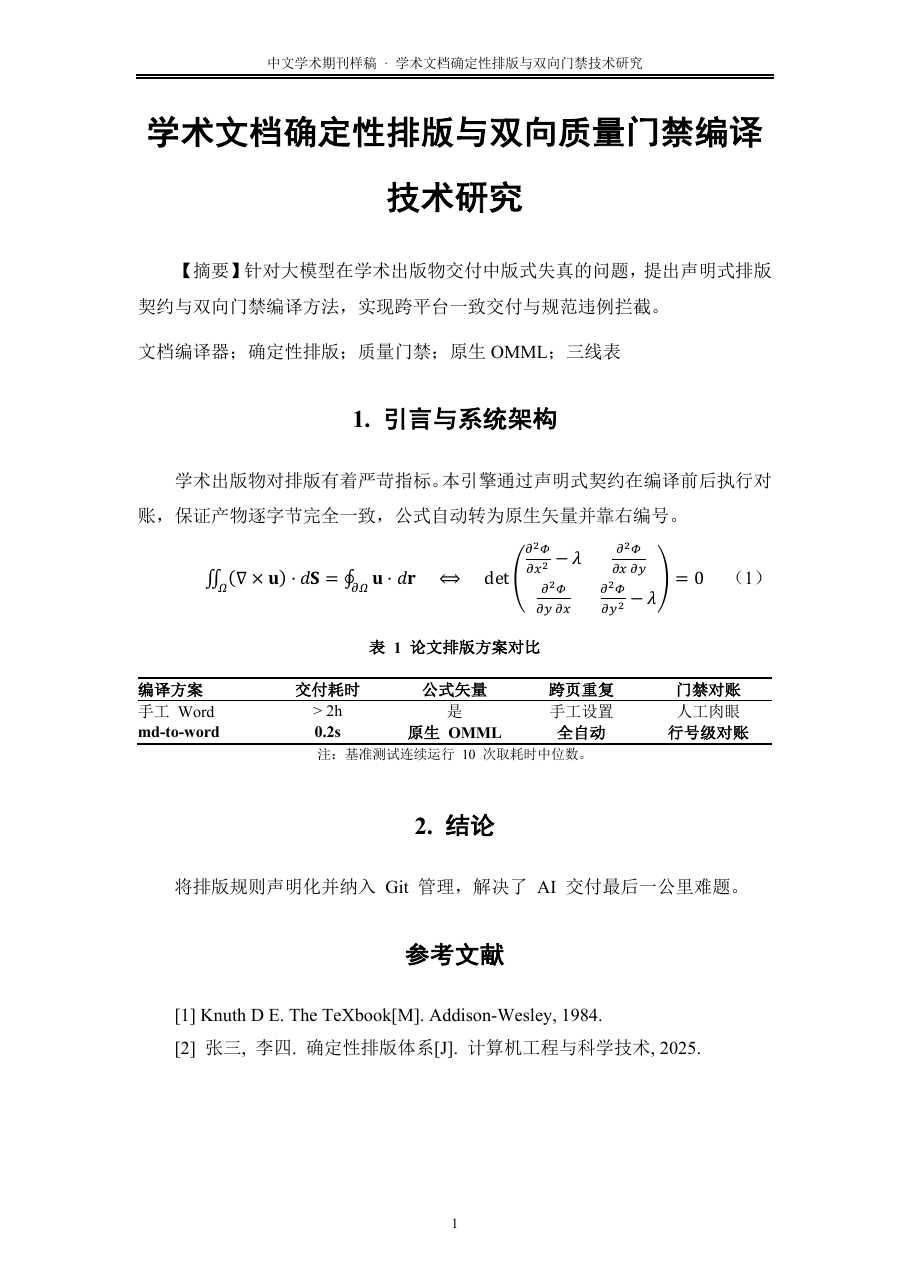 中文学术期刊样稿 · 学术文档确定性排版与双向门禁技术研究
学术文档确定性排版与双向质量门禁编译
技术研究
【摘要】针对大模型在学术出版物交付中版式失真的问题，提出声明式排版
契约与双向门禁编译方法，实现跨平台一致交付与规范违例拦截。
文档编译器；确定性排版；质量门禁；原生 OMML；三线表
1. 引言与系统架构
学术出版物对排版有着严苛指标。本引擎通过声明式契约在编译前后执行对
账，保证产物逐字节完全一致，公式自动转为原生矢量并靠右编号。
∬_Ω(∇ × 𝐮) · d𝐒 = ∮_∂Ω 𝐮 · d𝐫 ⟺ det(∂²Φ/∂x² − λ ∂²Φ/∂x ∂y ; ∂²Φ/∂y ∂x ∂²Φ/∂y² − λ) = 0 （1）
表 1 论文排版方案对比
编译方案 交付耗时 公式矢量 跨页重复 门禁对账
手工 Word > 2h 是 手工设置 人工肉眼
md-to-word 0.2s 原生 OMML 全自动 行号级对账
注：基准测试连续运行 10 次取耗时中位数。
2. 结论
将排版规则声明化并纳入 Git 管理，解决了 AI 交付最后一公里难题。
参考文献
[1] Knuth D E. The TeXbook[M]. Addison-Wesley, 1984.
[2] 张三, 李四. 确定性排版体系[J]. 计算机工程与科学技术, 2025.
1